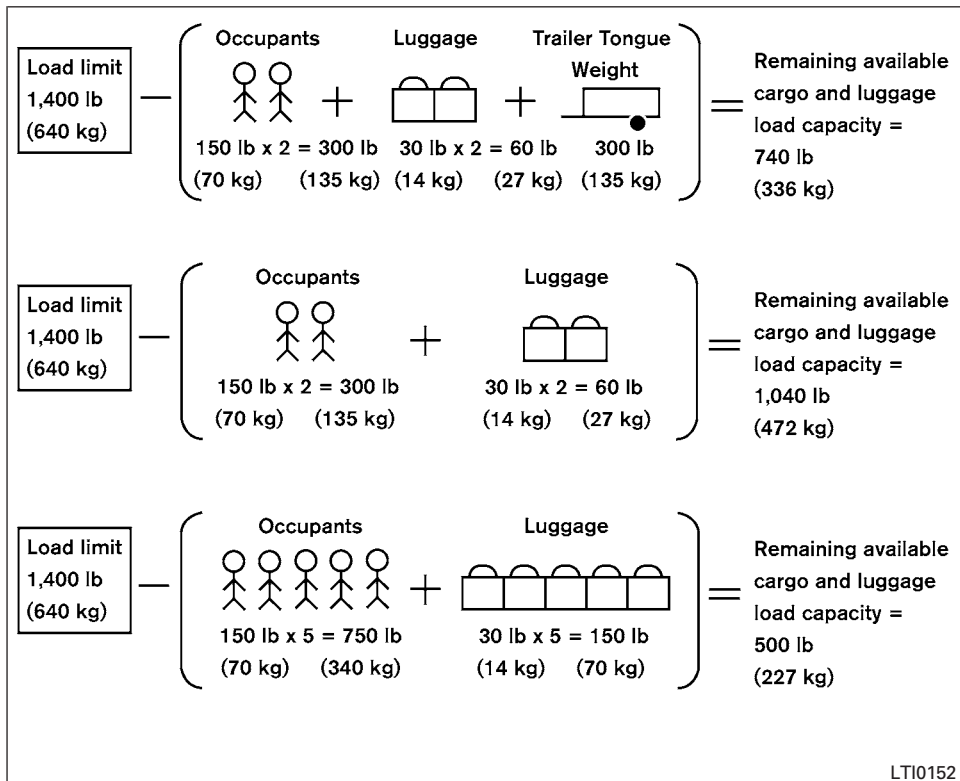 Load limit
1,400 lb
(640 kg)
Occupants
Luggage
Trailer Tongue
Weight
150 lb x 2 = 300 lb
30 lb x 2 = 60 lb
300 lb
(70 kg)
(135 kg)
(14 kg)
(27 kg)
(135 kg)
Remaining available
cargo and luggage
load capacity =
740 lb
(336 kg)
Load limit
1,400 lb
(640 kg)
Occupants
Luggage
150 lb x 2 = 300 lb
30 lb x 2 = 60 lb
(70 kg)
(135 kg)
(14 kg)
(27 kg)
Remaining available
cargo and luggage
load capacity =
1,040 lb
(472 kg)
Load limit
1,400 lb
(640 kg)
Occupants
Luggage
150 lb x 5 = 750 lb
30 lb x 5 = 150 lb
(70 kg)
(340 kg)
(14 kg)
(70 kg)
Remaining available
cargo and luggage
load capacity =
500 lb
(227 kg)
LTI0152